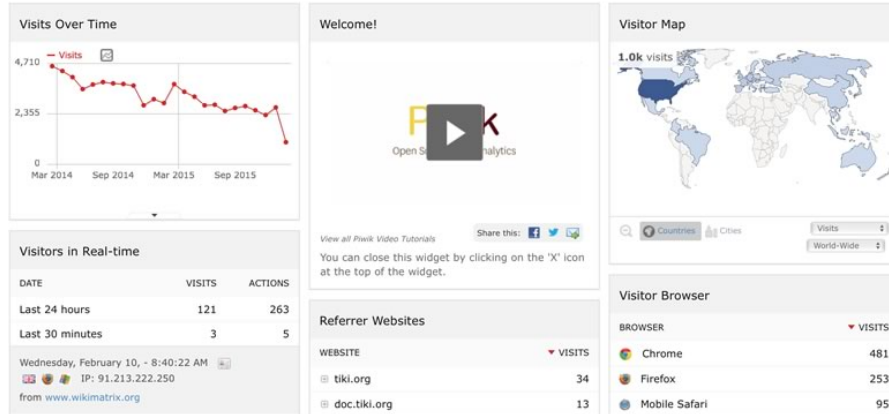 Visits Over Time
Visits
4,710
2,355
0
Mar 2014 Sep 2014 Mar 2015 Sep 2015
Visitors in Real-time
DATE VISITS ACTIONS
Last 24 hours 121 263
Last 30 minutes 3 5
Wednesday, February 10, - 8:40:22 AM
IP: 91.213.222.250
from www.wikimatrix.org
Welcome!
P k
Open S nalytics
View all Piwik Video Tutorials
Share this:
You can close this widget by clicking on the 'X' icon
at the top of the widget.
Referrer Websites
WEBSITE VISITS
tiki.org 34
doc.tiki.org 13
Visitor Map
1.0k visits
Countries Cities
Visits
World-Wide
Visitor Browser
BROWSER VISITS
Chrome 481
Firefox 253
Mobile Safari 95